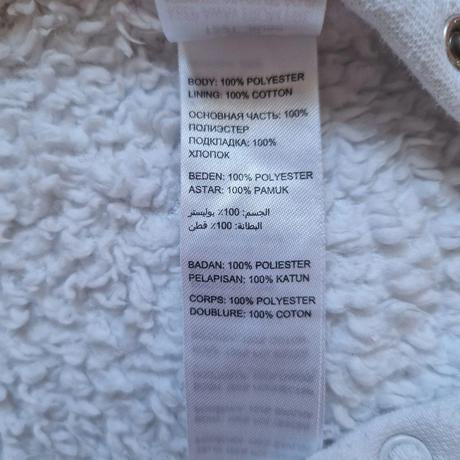 BODY: 100% POLYESTER
LINING: 100% COTTON
ОСНОВНАЯ ЧАСТЬ: 100%
ПОЛИЭСТЕР
ПОДКЛАДКА: 100%
ХЛОПОК
BEDEN: 100% POLYESTER
ASTAR: 100% PAMUK
الجسم: 100٪ بوليستر
البطانة: 100٪ قطن
BADAN: 100% POLIESTER
PELAPISAN: 100% KATUN
CORPS: 100% POLYESTER
DOUBLURE: 100% COTON